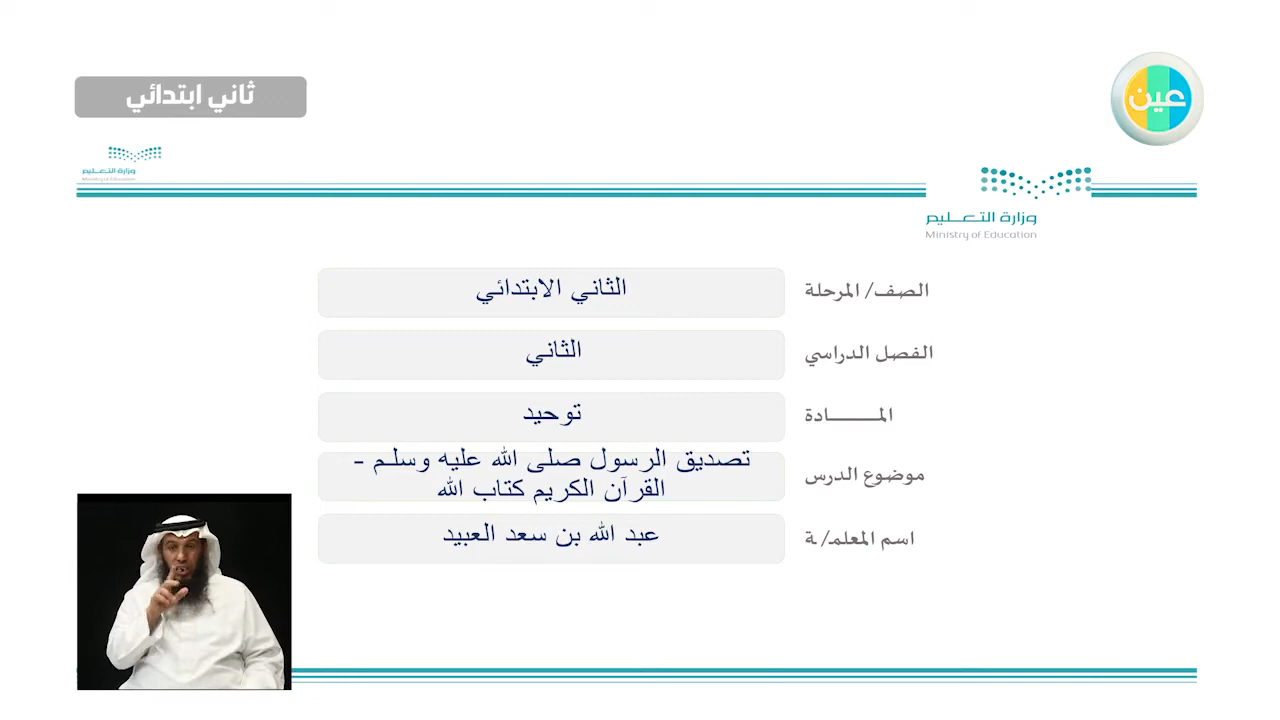 عين
ثاني ابتدائي
وزارة التعليم
Ministry of Education
وزارة التعليم
Ministry of Education
الصف/ المرحلة
الثاني الابتدائي
الفصل الدراسي
الثاني
المـــــــادة
توحيد
موضوع الدرس
تصديق الرسول صلى الله عليه وسلم -
القرآن الكريم كتاب الله
اسم المعلمـ/ـة
عبد الله بن سعد العبيد